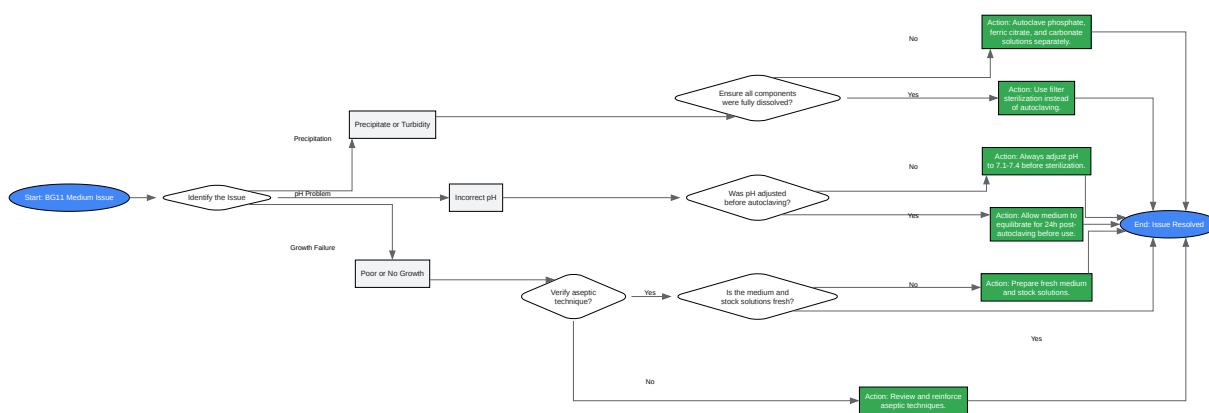 Start: BG11 Medium Issue
Identify the Issue
Precipitation
Precipitate or Turbidity
Ensure all components
were fully dissolved?
No
Action: Autoclave phosphate,
ferric citrate, and carbonate
solutions separately.
Yes
Action: Use filter
sterilization instead
of autoclaving.
pH Problem
Incorrect pH
Was pH adjusted
before autoclaving?
No
Action: Always adjust pH
to 7.1-7.4 before sterilization.
Yes
Action: Allow medium to
equilibrate for 24h post-
autoclaving before use.
End: Issue Resolved
Growth Failure
Poor or No Growth
Verify aseptic
technique?
Yes
Is the medium and
stock solutions fresh?
No
Action: Prepare fresh medium
and stock solutions.
Yes
No
Action: Review and reinforce
aseptic techniques.